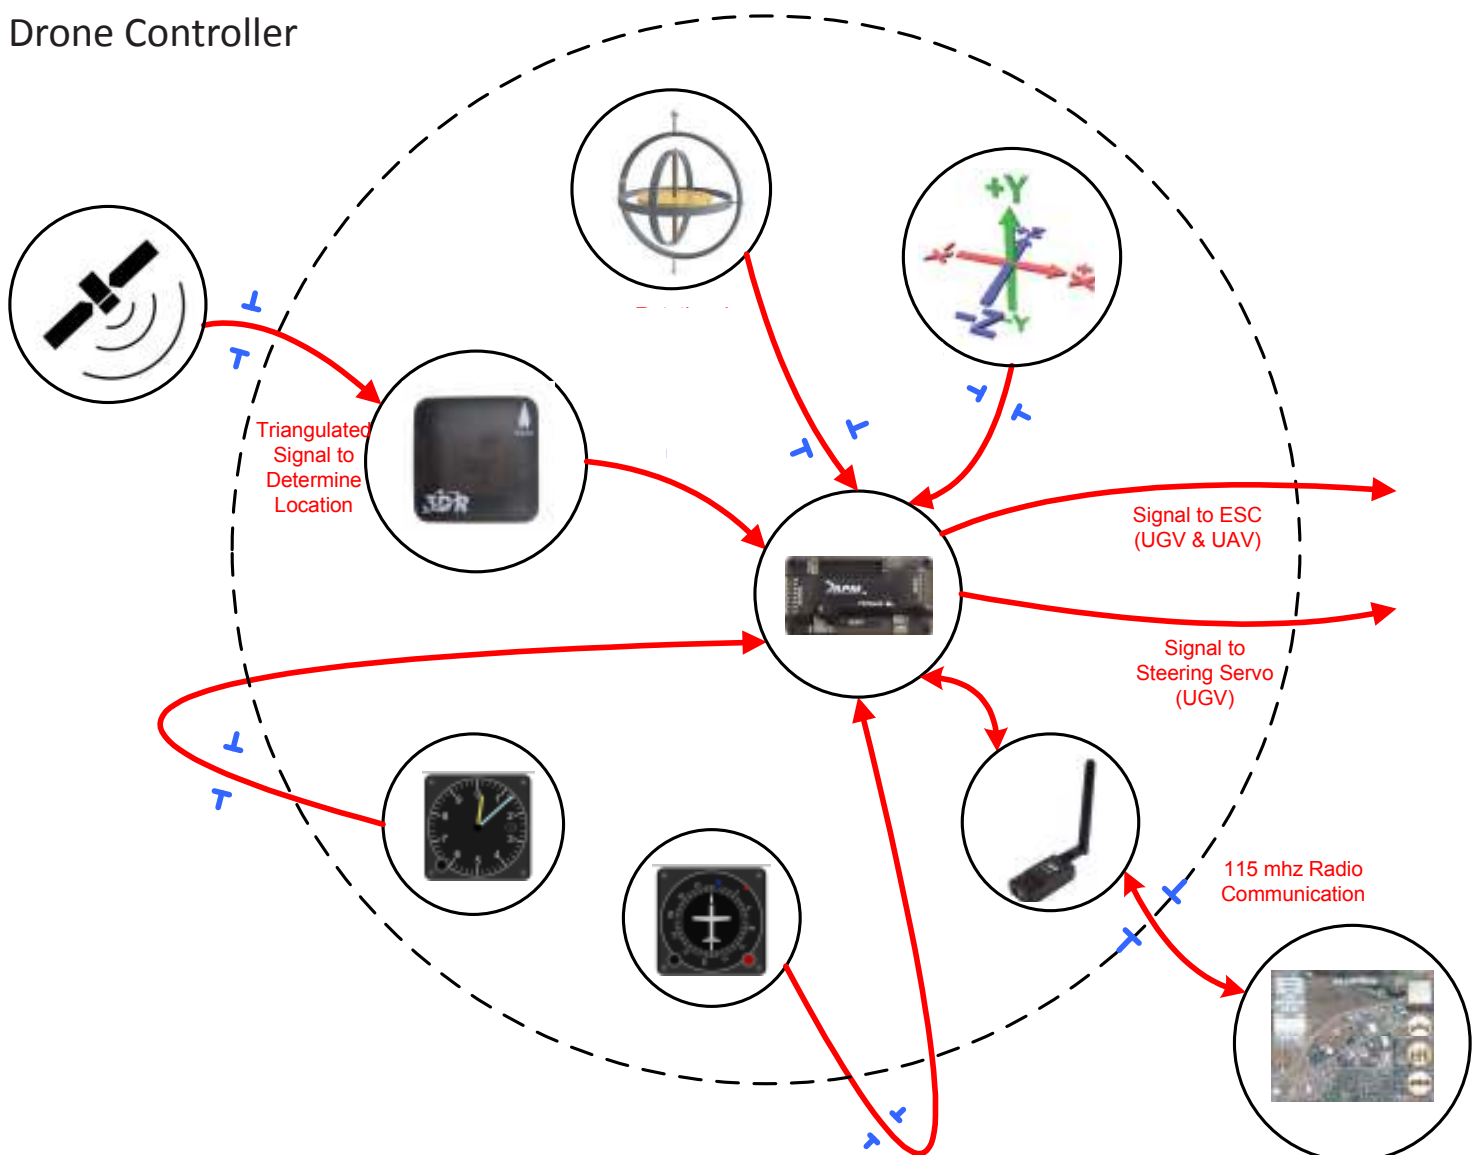 Drone Controller
+Y
-X
+X
-Z
-Y
Triangulated
Signal to
Determine
Location
3DR
Signal to ESC
(UGV & UAV)
Signal to
Steering Servo
(UGV)
115 mhz Radio
Communication